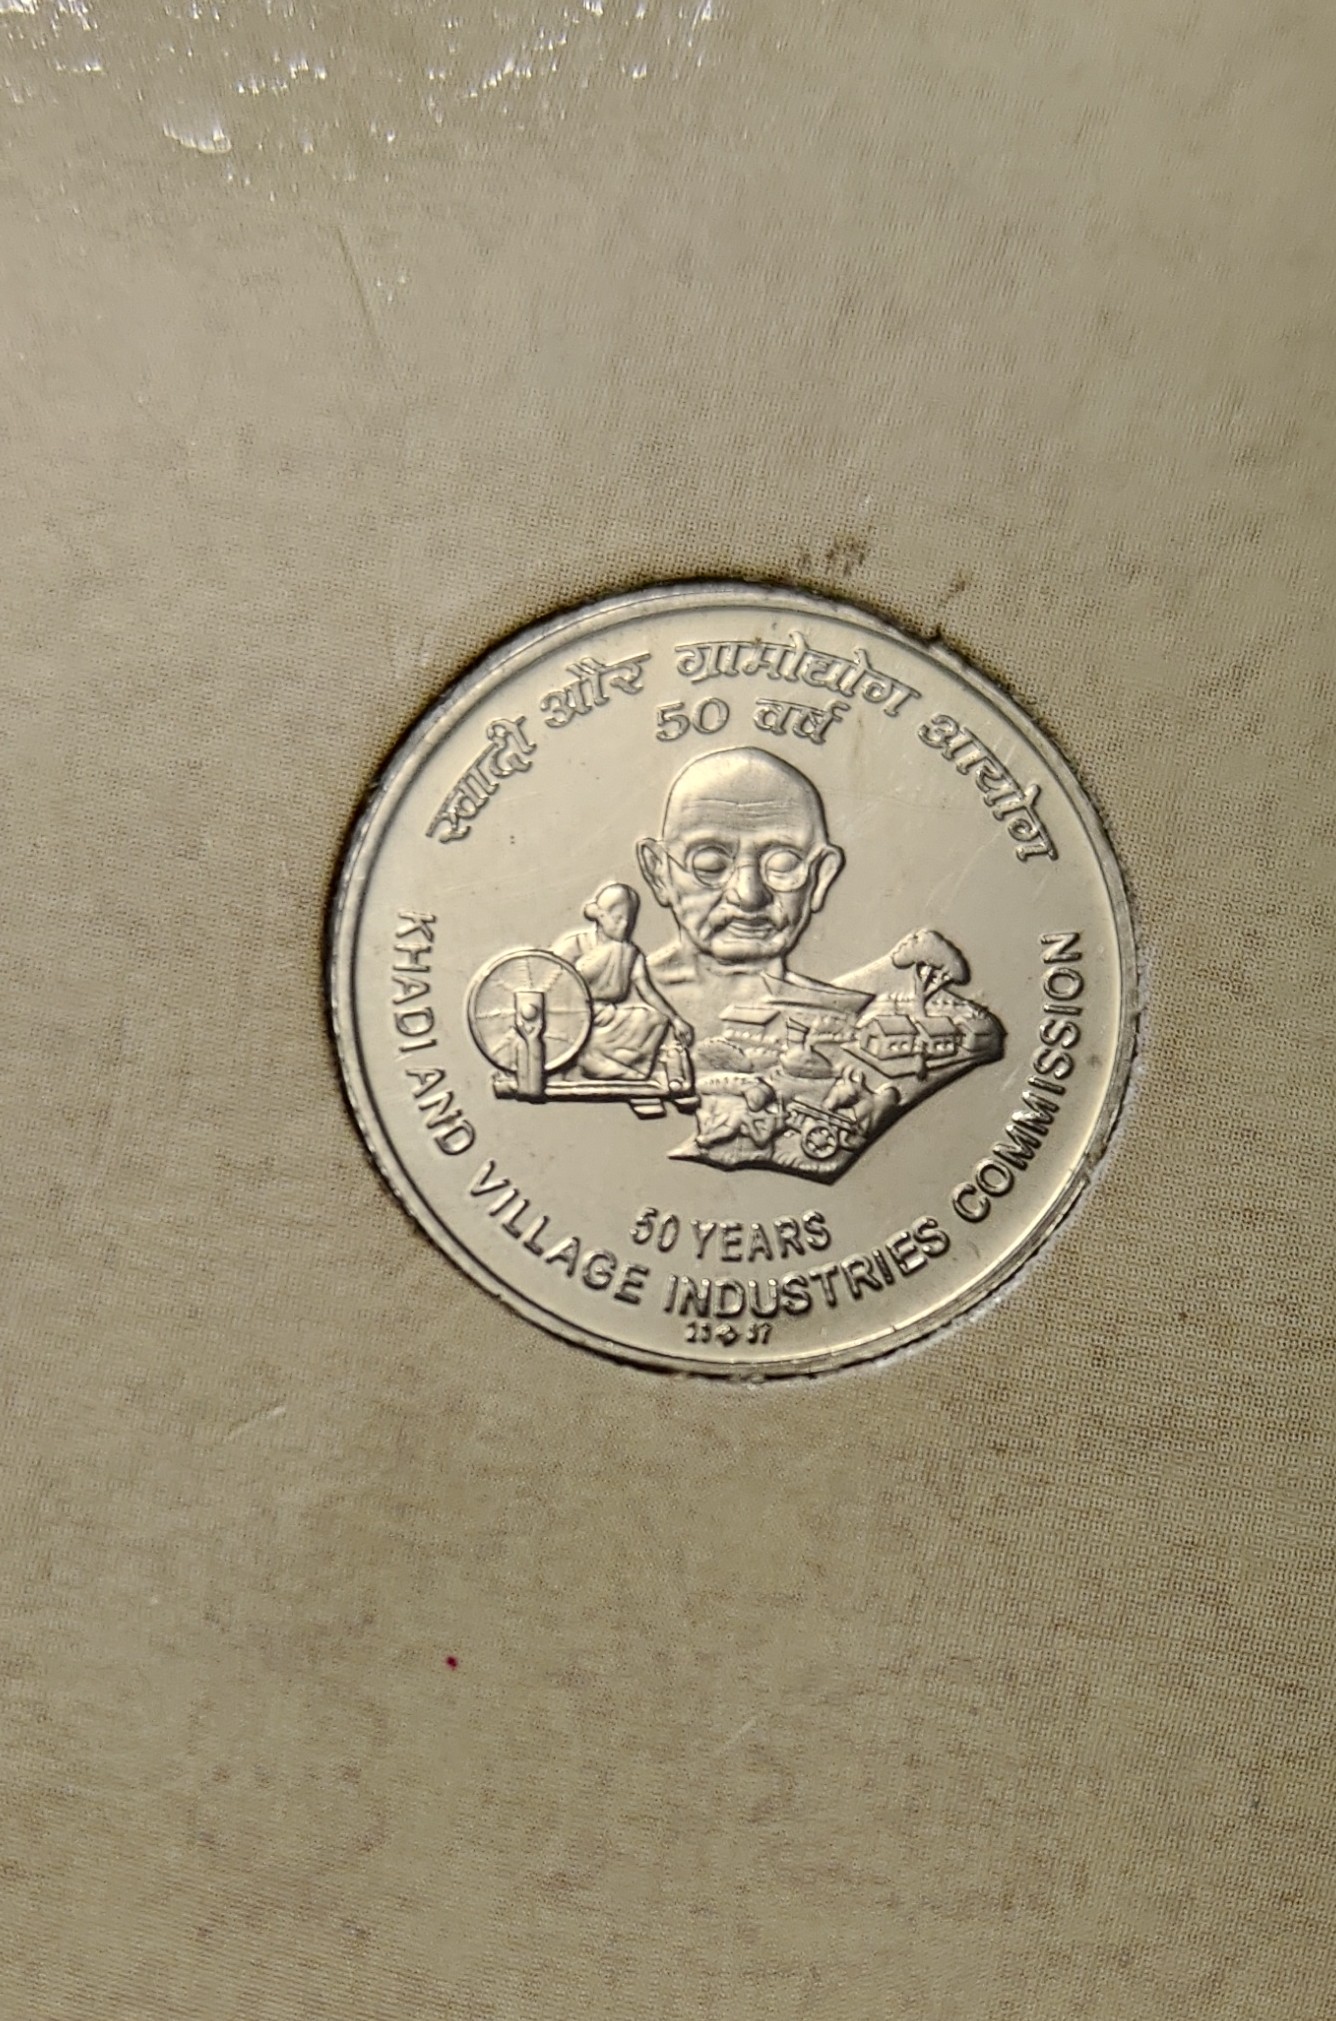 खादी और ग्रामोद्योग आयोग
50 वर्ष
50 YEARS
KHADI AND VILLAGE INDUSTRIES COMMISSION